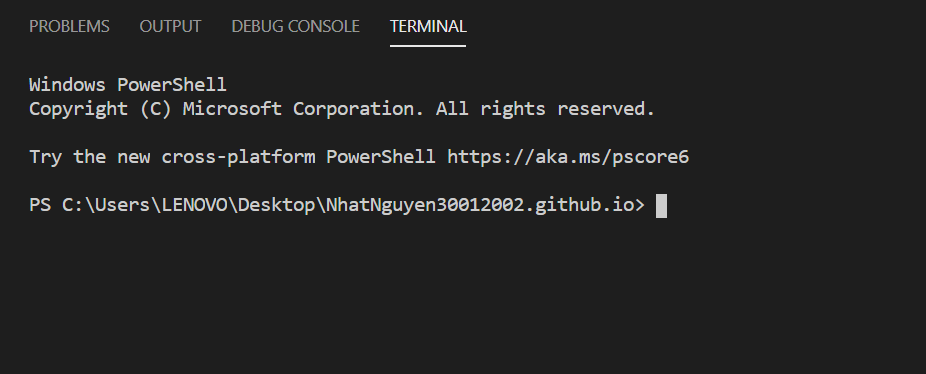 PROBLEMS OUTPUT DEBUG CONSOLE TERMINAL
Windows PowerShell
Copyright (C) Microsoft Corporation. All rights reserved.
Try the new cross-platform PowerShell https://aka.ms/pscore6
PS C:\Users\LENOVO\Desktop\NhatNguyen30012002.github.io>